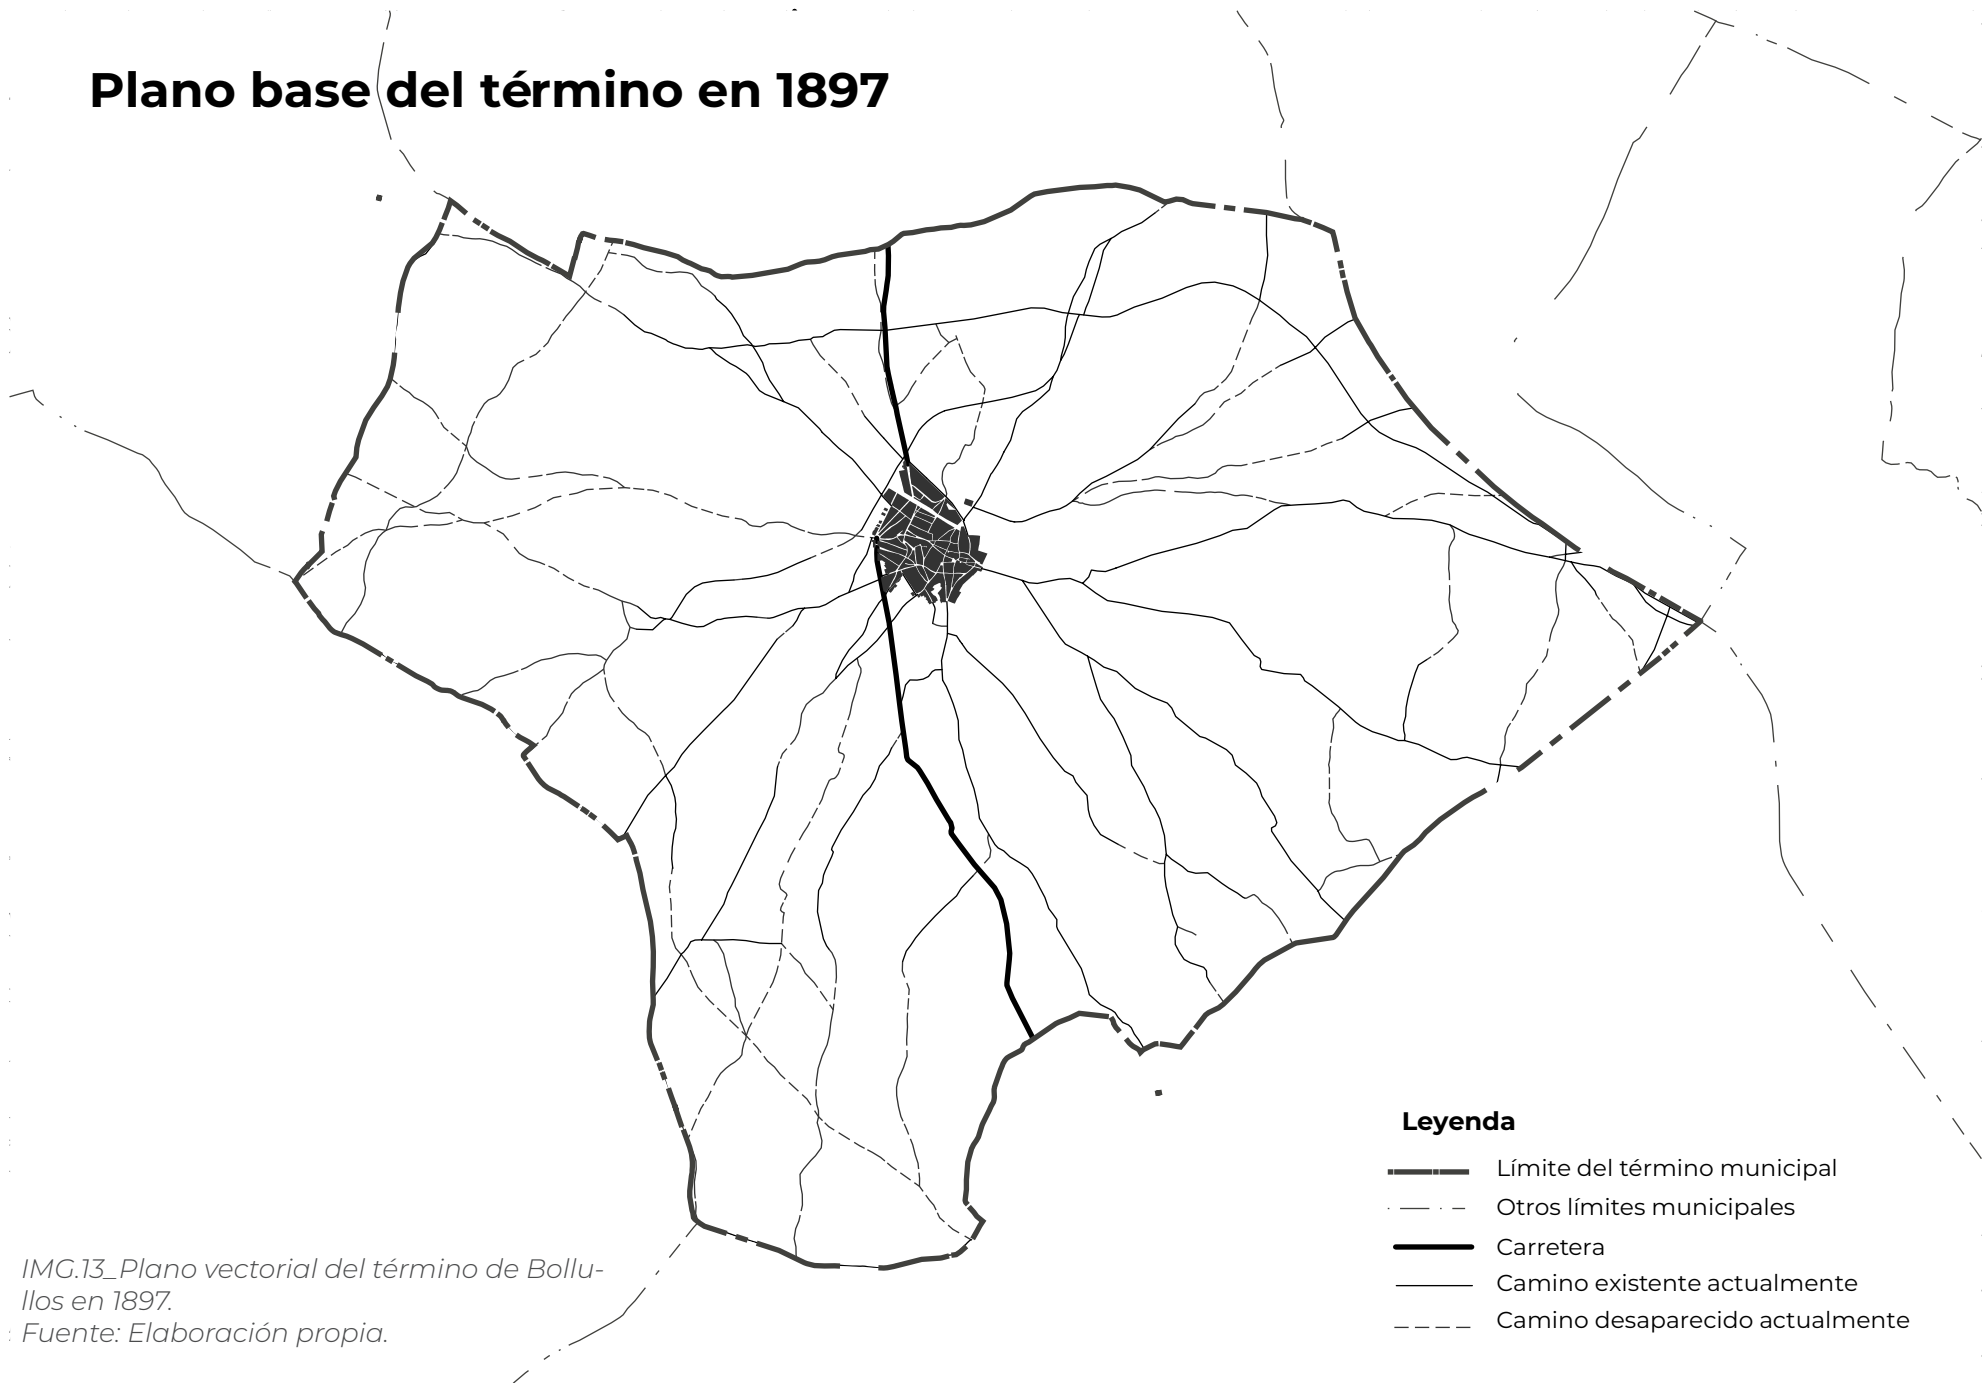 Plano base del término en 1897
Leyenda
Límite del término municipal
Otros límites municipales
Carretera
Camino existente actualmente
Camino desaparecido actualmente
IMG.13_Plano vectorial del término de Bollu-
llos en 1897.
Fuente: Elaboración propia.